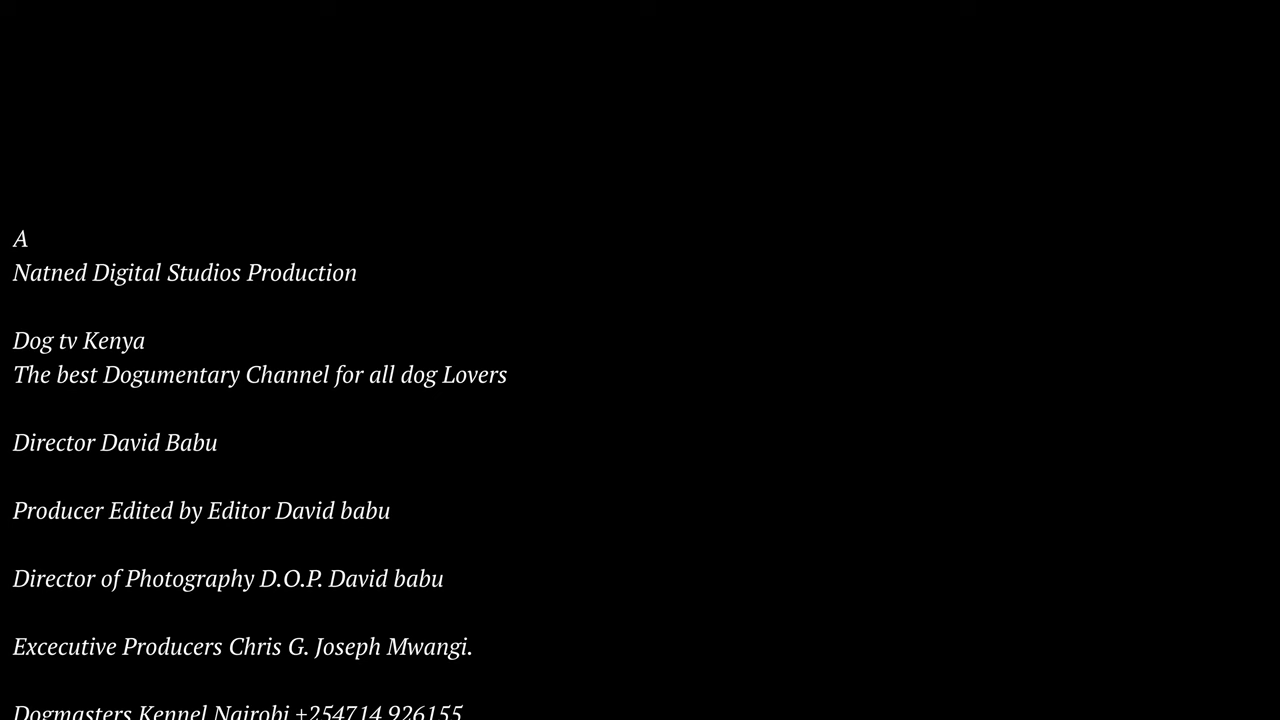 A
Natned Digital Studios Production
Dog tv Kenya
The best Dogumentary Channel for all dog Lovers
Director David Babu
Producer Edited by Editor David babu
Director of Photography D.O.P. David babu
Excecutive Producers Chris G. Joseph Mwangi.
Dogmasters Kennel Nairobi +254714 926155